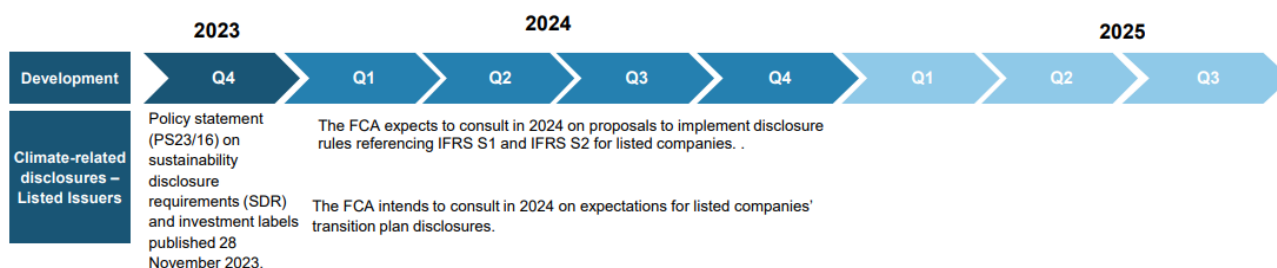 2023
2024
2025
Development
Q4
Q1
Q2
Q3
Q4
Q1
Q2
Q3
Climate-related
disclosures –
Listed Issuers
Policy statement
(PS23/16) on
sustainability
disclosure
requirements (SDR)
and investment labels
published 28
November 2023.
The FCA expects to consult in 2024 on proposals to implement disclosure
rules referencing IFRS S1 and IFRS S2 for listed companies. .
The FCA intends to consult in 2024 on expectations for listed companies’
transition plan disclosures.